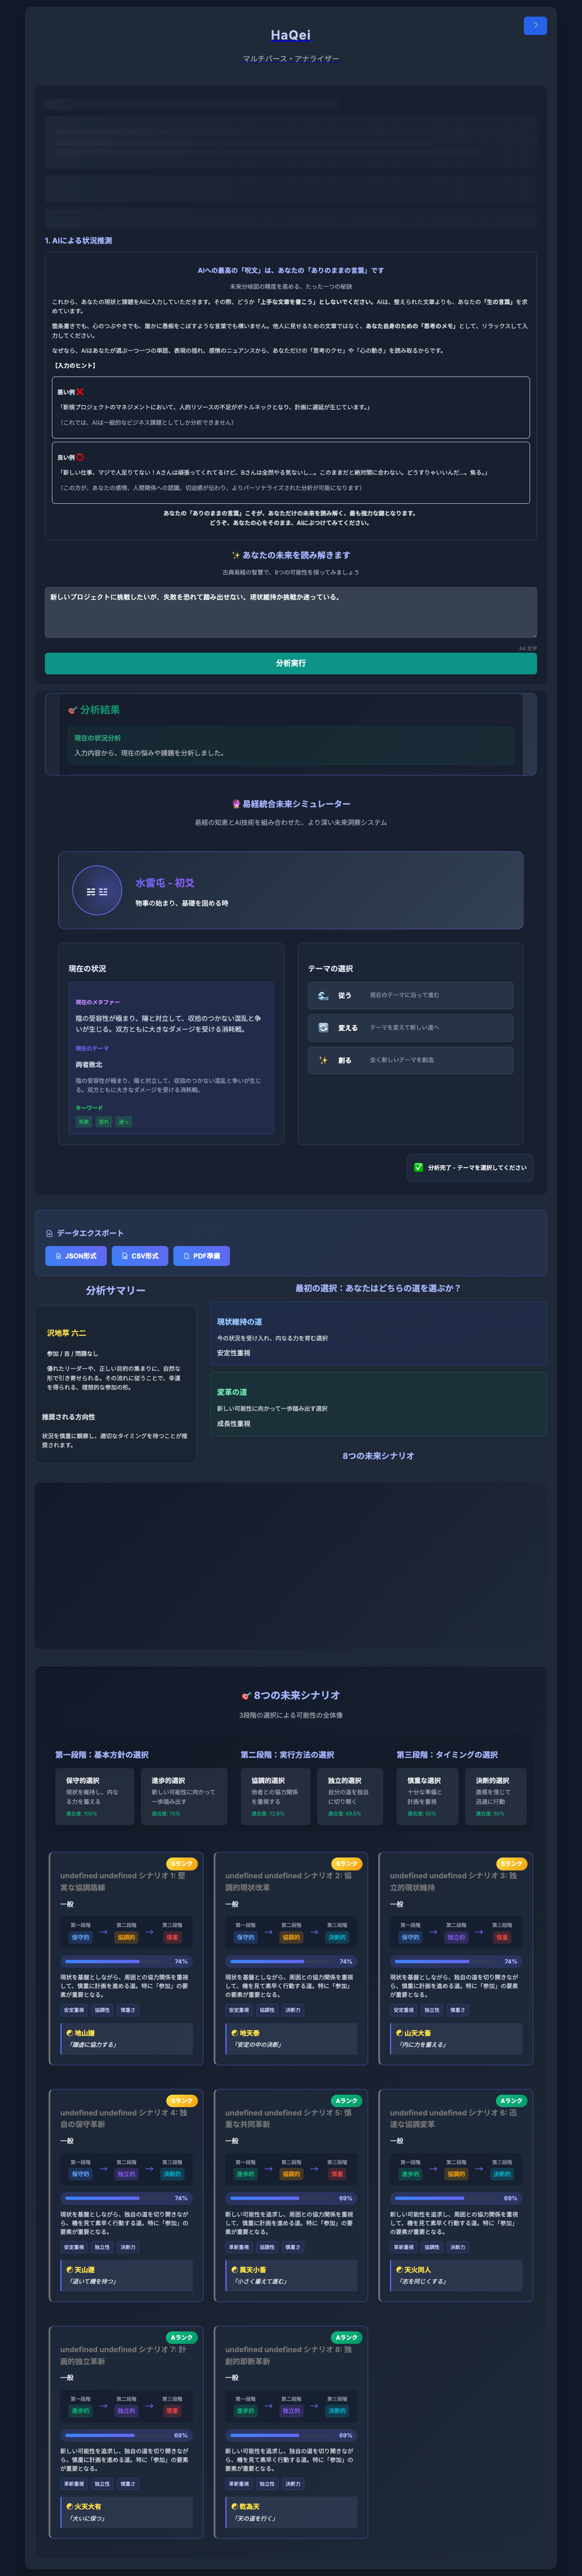 HaQei
?
マルチバース・アナライザー
1. AIによる状況推測
AIへの最高の「呪文」は、あなたの「ありのままの言葉」です
未来分岐図の精度を高める、たった一つの秘訣
これから、あなたの現状と課題をAIに入力していただきます。その際、どうか「上手な文章を書こう」としないでください。AIは、整えられた文章よりも、あなたの「生の言葉」を求
めています。
箇条書きでも、心のつぶやきでも、誰かに愚痴をこぼすような言葉でも構いません。他人に見せるための文章ではなく、あなた自身のための「思考のメモ」として、リラックスして入
力してください。
なぜなら、AIはあなたが選ぶ一つ一つの単語、表現の揺れ、感情のニュアンスから、あなただけの「思考のクセ」や「心の動き」を読み取るからです。
【入力のヒント】
悪い例 ❌
「新規プロジェクトのマネジメントにおいて、人的リソースの不足がボトルネックとなり、計画に遅延が生じています。」
（これでは、AIは一般的なビジネス課題としてしか分析できません）
良い例 ⭕
「新しい仕事、マジで人足りてない！Aさんは頑張ってくれてるけど、Bさんは全然やる気ないし…。このままだと絶対間に合わない。どうすりゃいいんだ…。焦る。」
（この方が、あなたの感情、人間関係への認識、切迫感が伝わり、よりパーソナライズされた分析が可能になります）
あなたの「ありのままの言葉」こそが、あなただけの未来を読み解く、最も強力な鍵となります。
どうぞ、あなたの心をそのまま、AIにぶつけてみてください。
✨ あなたの未来を読み解きます
古典易経の智慧で、8つの可能性を探ってみましょう
新しいプロジェクトに挑戦したいが、失敗を恐れて踏み出せない。現状維持か挑戦か迷っている。
44 文字
分析実行
🎯 分析結果
現在の状況分析
入力内容から、現在の悩みや課題を分析しました。
🔮 易経統合未来シミュレーター
易経の知恵とAI技術を組み合わせた、より深い未来洞察システム
☵ ☳
水雷屯 - 初爻
物事の始まり、基礎を固める時
現在の状況
現在のメタファー
陰の受容性が極まり、陽と対立して、収拾のつかない混乱と争
いが生じる。双方ともに大きなダメージを受ける消耗戦。
現在のテーマ
両者敗北
陰の受容性が極まり、陽と対立して、収拾のつかない混乱と争いが生じ
る。双方ともに大きなダメージを受ける消耗戦。
キーワード
失敗 恐れ 迷っ
テーマの選択
🌊 従う 現在のテーマに沿って進む
🔄 変える テーマを変えて新しい道へ
✨ 創る 全く新しいテーマを創造
✅ 分析完了 - テーマを選択してください
データエクスポート
JSON形式 CSV形式 PDF準備
分析サマリー
沢地萃 六二
参加 / 吉 / 問題なし
優れたリーダーや、正しい目的の集まりに、自然な
形で引き寄せられる。その流れに従うことで、幸運
を得られる、理想的な参加の形。
推奨される方向性
状況を慎重に観察し、適切なタイミングを待つことが推
奨されます。
最初の選択：あなたはどちらの道を選ぶか？
現状維持の道
今の状況を受け入れ、内なる力を育む選択
安定性重視
変革の道
新しい可能性に向かって一歩踏み出す選択
成長性重視
8つの未来シナリオ
🎯 8つの未来シナリオ
3段階の選択による可能性の全体像
第一段階：基本方針の選択
保守的選択
現状を維持し、内な
る力を蓄える
適合度: 100%
進歩的選択
新しい可能性に向かって
一歩踏み出す
適合度: 70%
第二段階：実行方法の選択
協調的選択
他者との協力関係
を重視する
適合度: 72.8%
独立的選択
自分の道を独自
に切り開く
適合度: 69.5%
第三段階：タイミングの選択
慎重な選択
十分な準備と
計画を重視
適合度: 50%
決断的選択
直感を信じて
迅速に行動
適合度: 50%
Sランク
undefined undefined シナリオ 1: 堅
実な協調路線
一般
第一段階 第二段階 第三段階
保守的 → 協調的 → 慎重
74%
現状を基盤としながら、周囲との協力関係を重視
して、慎重に計画を進める道。特に「参加」の要
素が重要となる。
安定重視 協調性 慎重さ
☯ 地山謙
「謙虚に協力する」
Sランク
undefined undefined シナリオ 2: 協
調的現状改革
一般
第一段階 第二段階 第三段階
保守的 → 協調的 → 決断的
74%
現状を基盤としながら、周囲との協力関係を重視
して、機を見て素早く行動する道。特に「参加」
の要素が重要となる。
安定重視 協調性 決断力
☯ 地天泰
「安定の中の決断」
Sランク
undefined undefined シナリオ 3: 独
立的現状維持
一般
第一段階 第二段階 第三段階
保守的 → 独立的 → 慎重
74%
現状を基盤としながら、独自の道を切り開きなが
ら、慎重に計画を進める道。特に「参加」の要素
が重要となる。
安定重視 独立性 慎重さ
☯ 山天大畜
「内に力を蓄える」
Sランク
undefined undefined シナリオ 4: 独
自の保守革新
一般
第一段階 第二段階 第三段階
保守的 → 独立的 → 決断的
74%
現状を基盤としながら、独自の道を切り開きなが
ら、機を見て素早く行動する道。特に「参加」の
要素が重要となる。
安定重視 独立性 決断力
☯ 天山遯
「退いて機を待つ」
Aランク
undefined undefined シナリオ 5: 慎
重な共同革新
一般
第一段階 第二段階 第三段階
進歩的 → 協調的 → 慎重
69%
新しい可能性を追求し、周囲との協力関係を重視
して、慎重に計画を進める道。特に「参加」の要
素が重要となる。
革新重視 協調性 慎重さ
☯ 風天小畜
「小さく蓄えて進む」
Aランク
undefined undefined シナリオ 6: 迅
速な協調変革
一般
第一段階 第二段階 第三段階
進歩的 → 協調的 → 決断的
69%
新しい可能性を追求し、周囲との協力関係を重視
して、機を見て素早く行動する道。特に「参加」
の要素が重要となる。
革新重視 協調性 決断力
☯ 天火同人
「志を同じくする」
Aランク
undefined undefined シナリオ 7: 計
画的独立革新
一般
第一段階 第二段階 第三段階
進歩的 → 独立的 → 慎重
69%
新しい可能性を追求し、独自の道を切り開きなが
ら、慎重に計画を進める道。特に「参加」の要素
が重要となる。
革新重視 独立性 慎重さ
☯ 火天大有
「大いに保つ」
Aランク
undefined undefined シナリオ 8: 独
創的即断革新
一般
第一段階 第二段階 第三段階
進歩的 → 独立的 → 決断的
69%
新しい可能性を追求し、独自の道を切り開きなが
ら、機を見て素早く行動する道。特に「参加」の
要素が重要となる。
革新重視 独立性 決断力
☯ 乾為天
「天の道を行く」